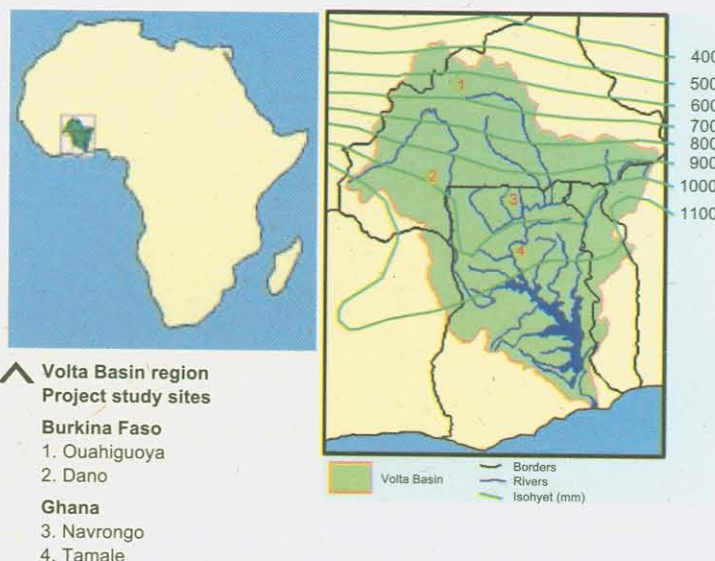 400
500
600
700
800
900
1000
1100
1
2
3
4
Volta Basin region
Project study sites
Burkina Faso
1. Ouahiguoya
2. Dano
Ghana
3. Navrongo
4. Tamale
Volta Basin
Borders
Rivers
Isohyet (mm)